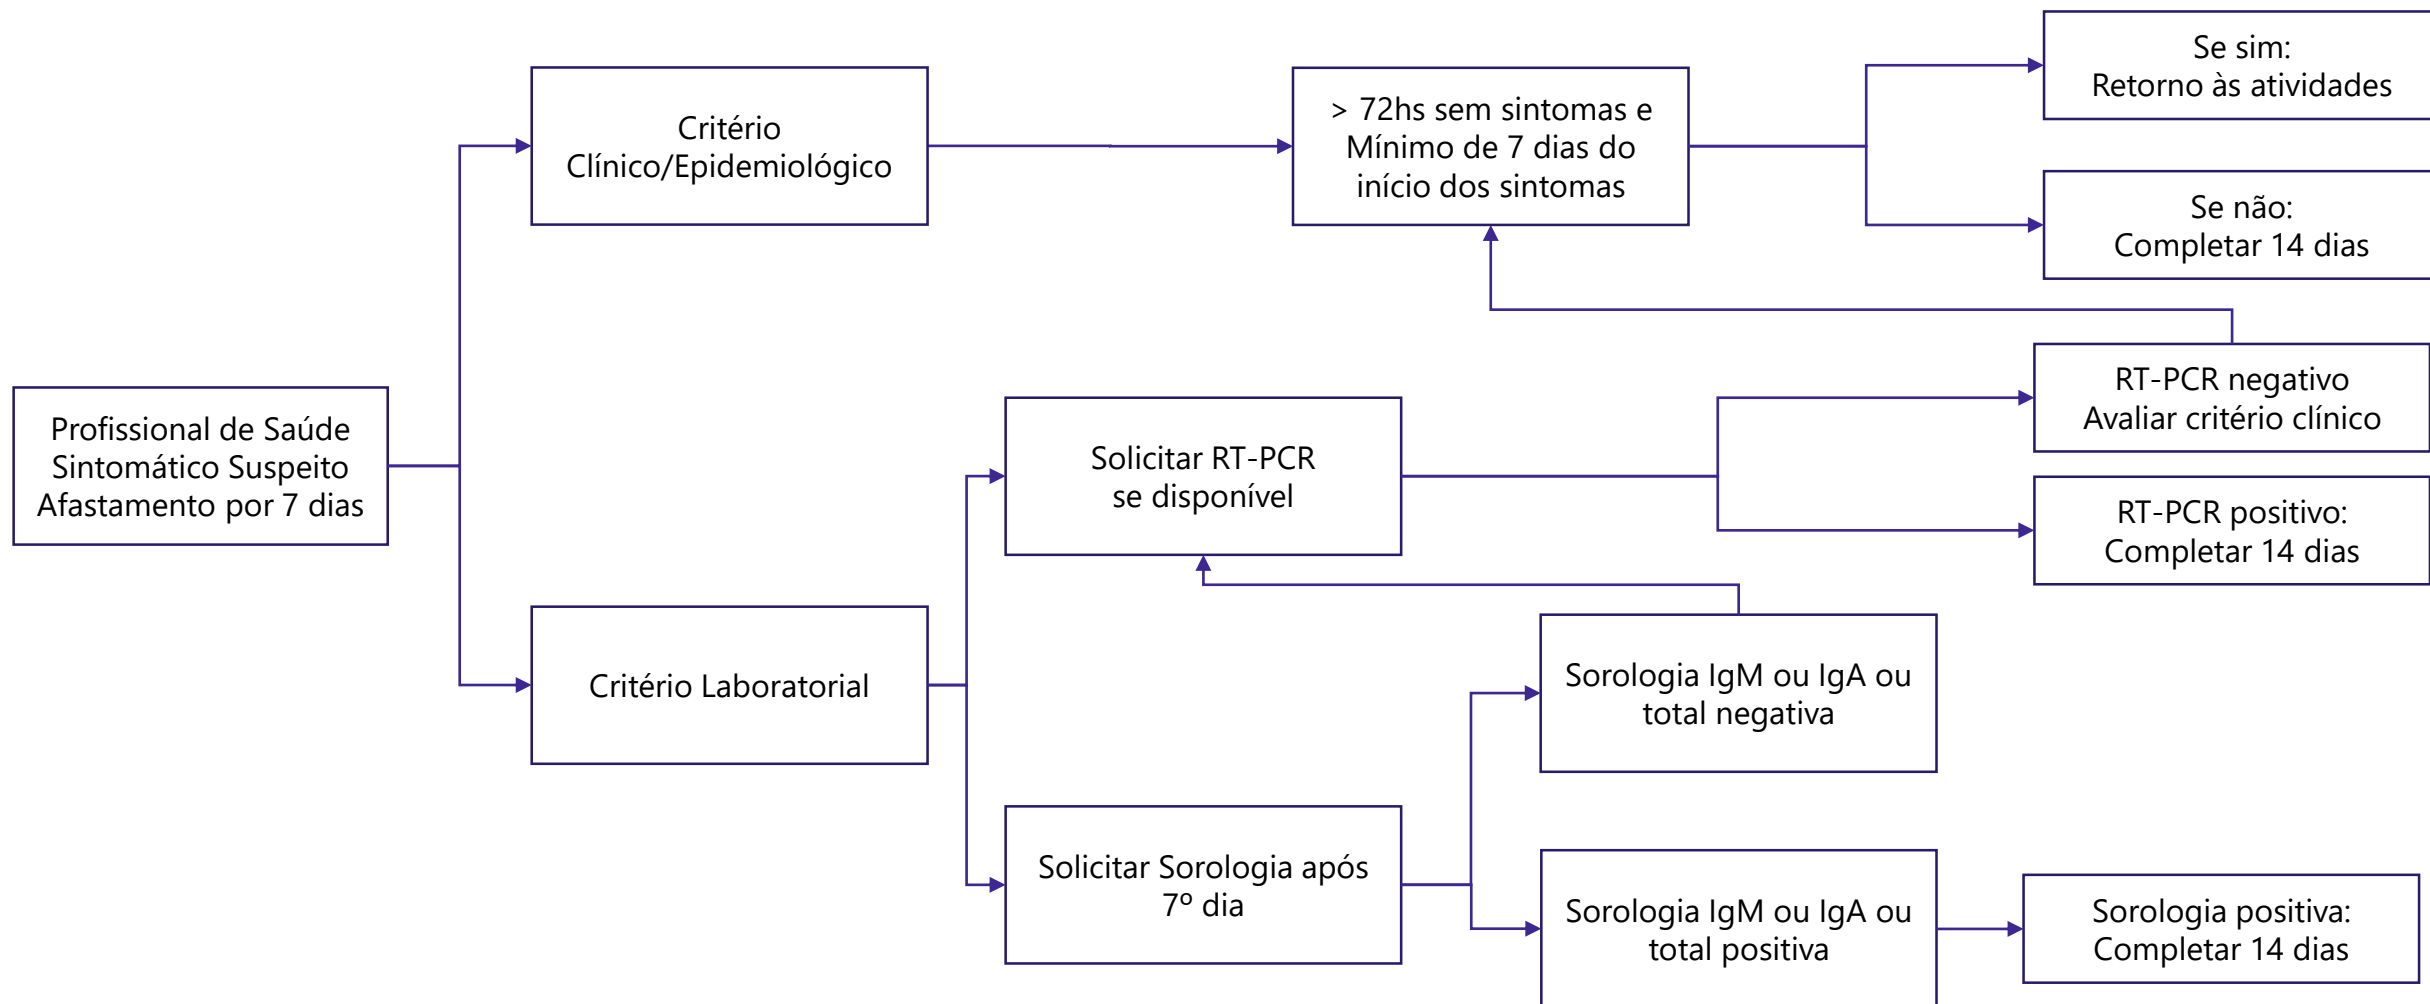 Se sim:
Retorno às atividades
Critério
Clínico/Epidemiológico
> 72hs sem sintomas e
Mínimo de 7 dias do
início dos sintomas
Se não:
Completar 14 dias
Profissional de Saúde
Sintomático Suspeito
Afastamento por 7 dias
Solicitar RT-PCR
se disponível
RT-PCR negativo
Avaliar critério clínico
RT-PCR positivo:
Completar 14 dias
Critério Laboratorial
Sorologia IgM ou IgA ou
total negativa
Solicitar Sorologia após
7º dia
Sorologia IgM ou IgA ou
total positiva
Sorologia positiva:
Completar 14 dias